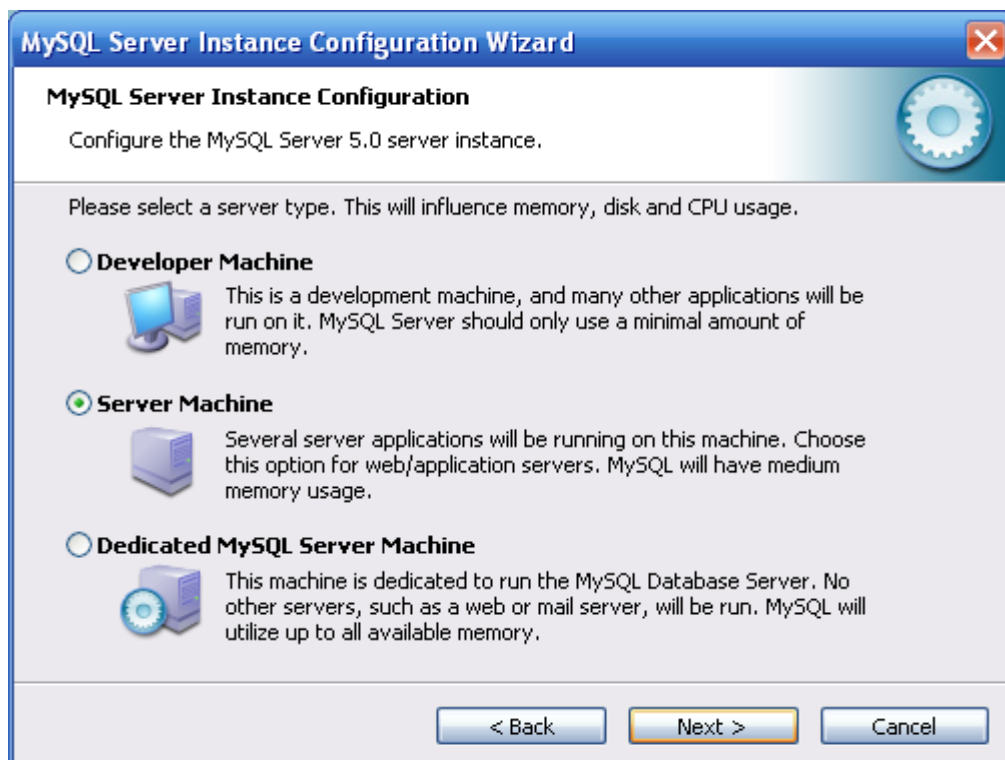 MySQL Server Instance Configuration Wizard
MySQL Server Instance Configuration
Configure the MySQL Server 5.0 server instance.
Please select a server type. This will influence memory, disk and CPU usage.
Developer Machine
This is a development machine, and many other applications will be
run on it. MySQL Server should only use a minimal amount of
memory.
Server Machine
Several server applications will be running on this machine. Choose
this option for web/application servers. MySQL will have medium
memory usage.
Dedicated MySQL Server Machine
This machine is dedicated to run the MySQL Database Server. No
other servers, such as a web or mail server, will be run. MySQL will
utilize up to all available memory.
< Back Next > Cancel